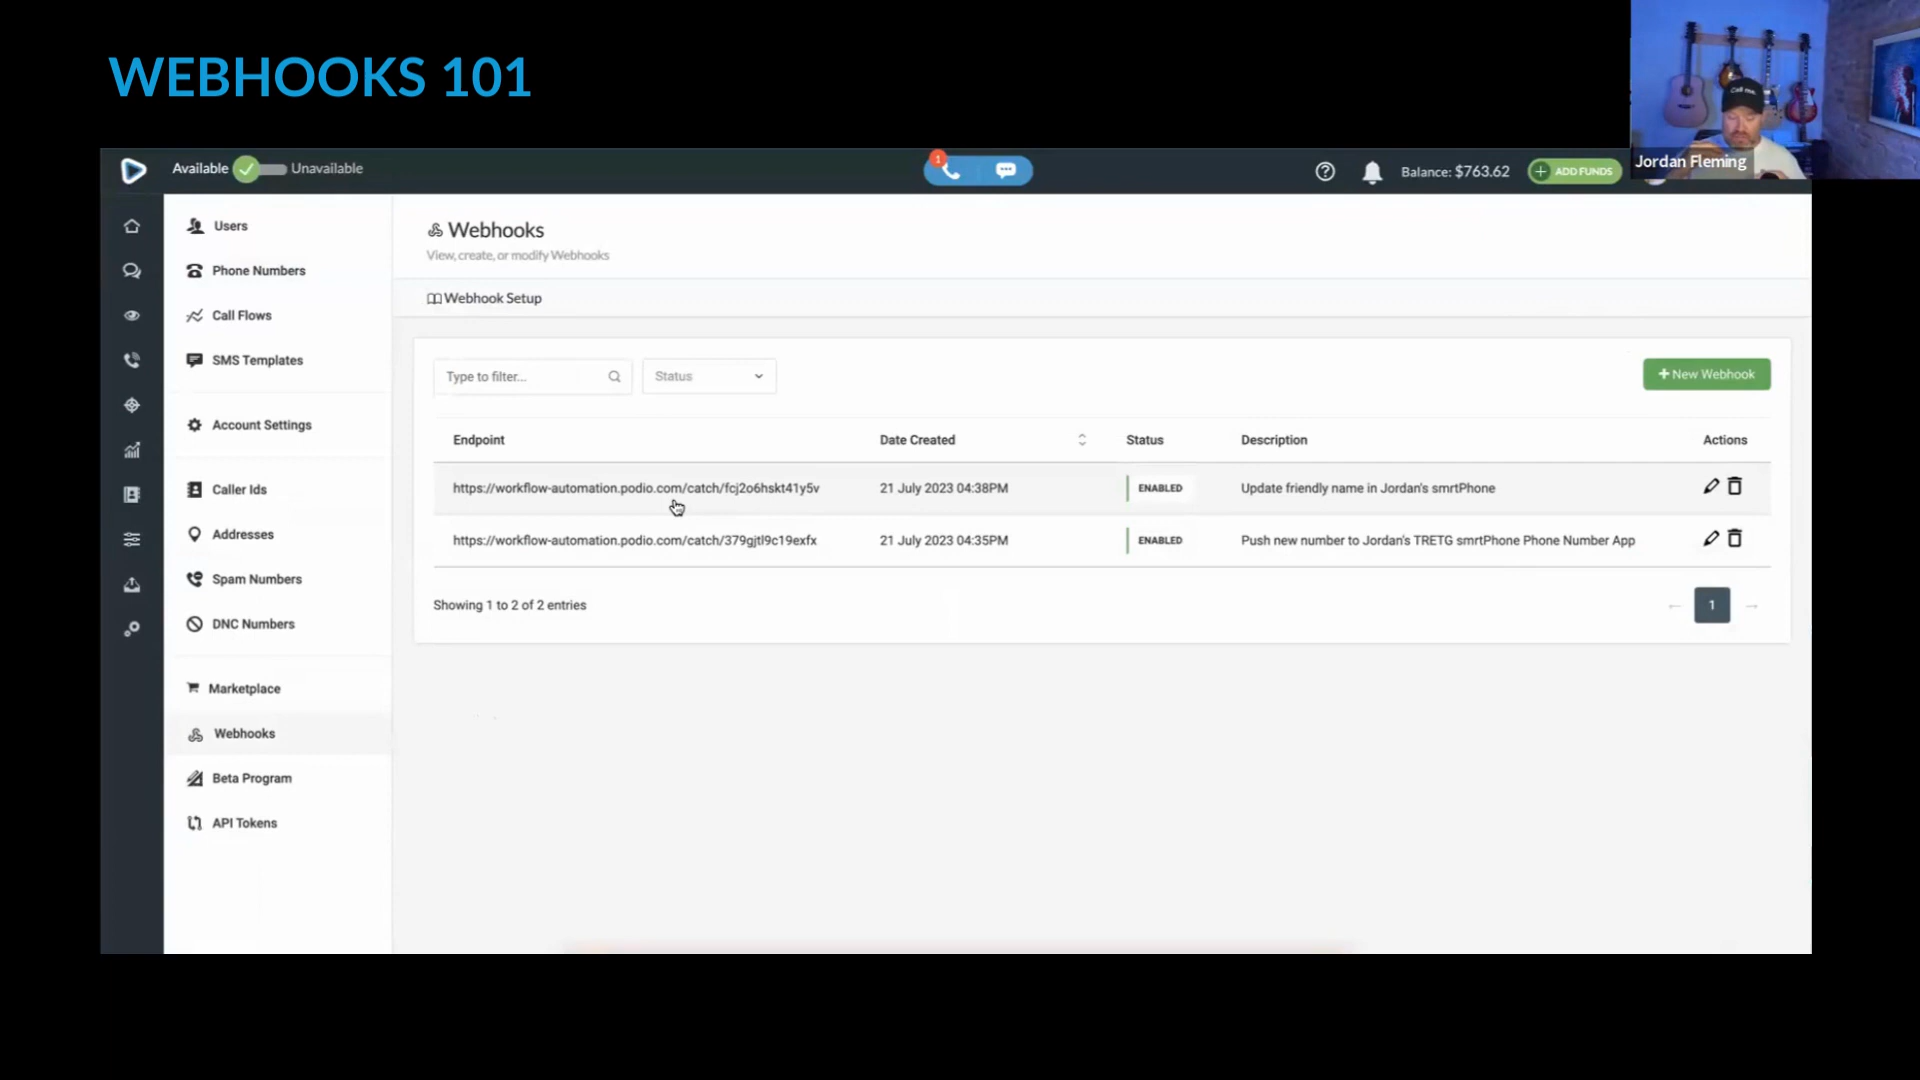 WEBHOOKS 101
Call me.
Jordan Fleming
Available
Unavailable
1
Balance: $763.62
ADD FUNDS
Users
Phone Numbers
Call Flows
SMS Templates
Account Settings
Caller Ids
Addresses
Spam Numbers
DNC Numbers
Marketplace
Webhooks
Beta Program
API Tokens
Webhooks
View, create, or modify Webhooks
Webhook Setup
Type to filter...
Status
+ New Webhook
Endpoint Date Created Status Description Actions
https://workflow-automation.podio.com/catch/fcj2o6hskt41y5v 21 July 2023 04:38PM ENABLED Update friendly name in Jordan's smrtPhone
https://workflow-automation.podio.com/catch/379gjtl9c19exfx 21 July 2023 04:35PM ENABLED Push new number to Jordan's TRETG smrtPhone Phone Number App
Showing 1 to 2 of 2 entries
← 1 →